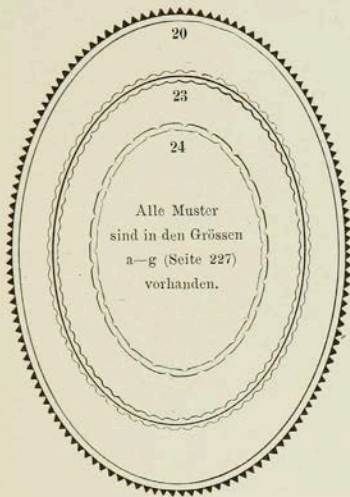 20
23
24
Alle Muster
sind in den Grössen
a—g (Seite 227)
vorhanden.